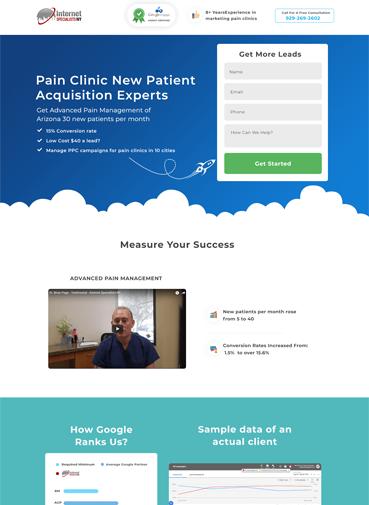 internet
SPECIALISTS NY
8+ YearsExperience in
marketing pain clinics
Call For A Free Consultation
929-269-2602
Pain Clinic New Patient
Acquisition Experts
Get Advanced Pain Management of
Arizona 30 new patients per month
15% Conversion rate
Low Cost $40 a lead?
Manage PPC campaigns for pain clinics in 10 cities
Get More Leads
Name
Email
Phone
How Can We Help?
Get Started
Measure Your Success
ADVANCED PAIN MANAGEMENT
New patients per month rose
from 5 to 40
Conversion Rates Increased From:
1.5% to over 15.6%
How Google
Ranks Us?
Required Minimum
Average Google Partner
Sample data of an
actual client
RM
AGP